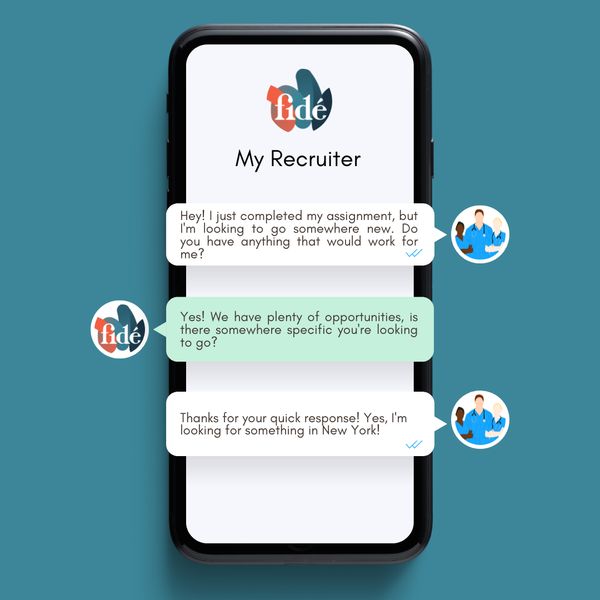 fidé
My Recruiter
Hey! I just completed my assignment, but
I'm looking to go somewhere new. Do
you have anything that would work for
me?
Yes! We have plenty of opportunities, is
there somewhere specific you're looking
to go?
fidé
Thanks for your quick response! Yes, I'm
looking for something in New York!